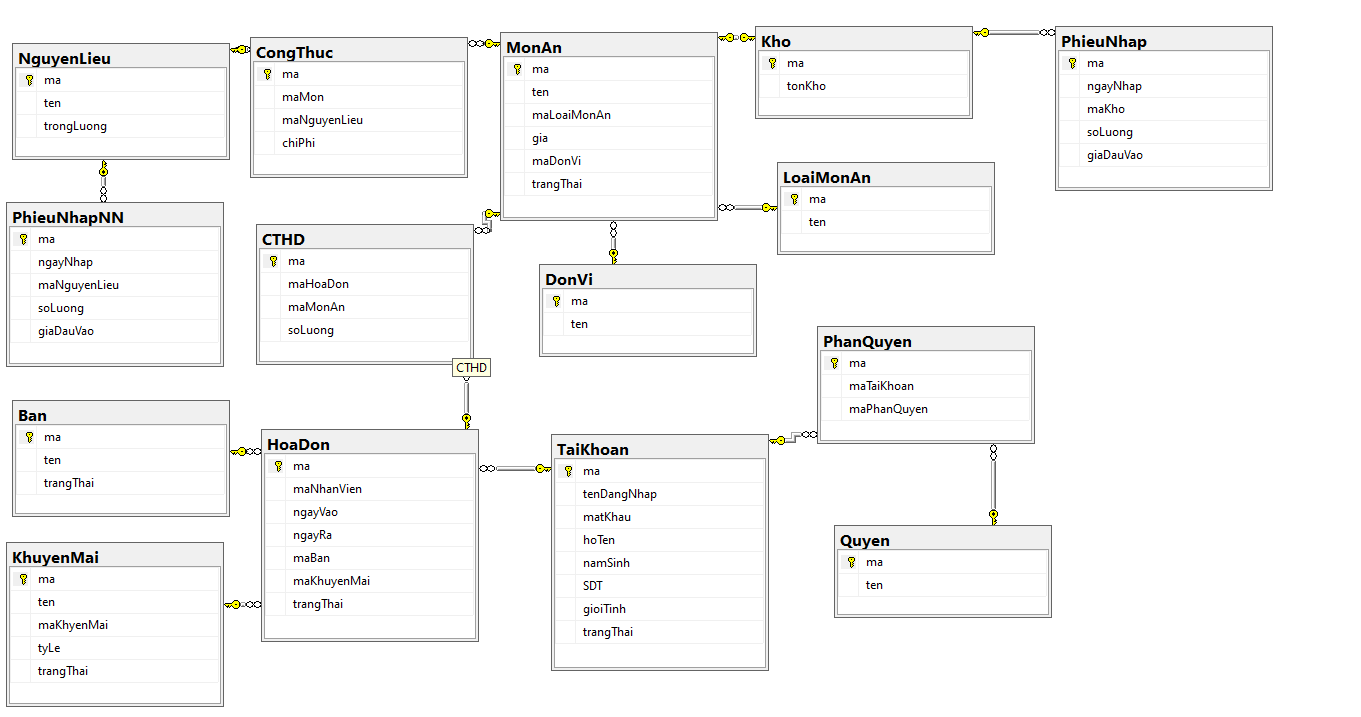 NguyenLieu
ma
ten
trongLuong
CongThuc
ma
maMon
maNguyenLieu
chiPhi
MonAn
ma
ten
maLoaiMonAn
gia
maDonVi
trangThai
Kho
ma
tonKho
PhieuNhap
ma
ngayNhap
maKho
soLuong
giaDauVao
LoaiMonAn
ma
ten
PhieuNhapNN
ma
ngayNhap
maNguyenLieu
soLuong
giaDauVao
CTHD
ma
maHoaDon
maMonAn
soLuong
CTHD
DonVi
ma
ten
PhanQuyen
ma
maTaiKhoan
maPhanQuyen
Ban
ma
ten
trangThai
HoaDon
ma
maNhanVien
ngayVao
ngayRa
maBan
maKhuyenMai
trangThai
TaiKhoan
ma
tenDangNhap
matKhau
hoTen
namSinh
SDT
gioiTinh
trangThai
Quyen
ma
ten
KhuyenMai
ma
ten
maKhyenMai
tyLe
trangThai